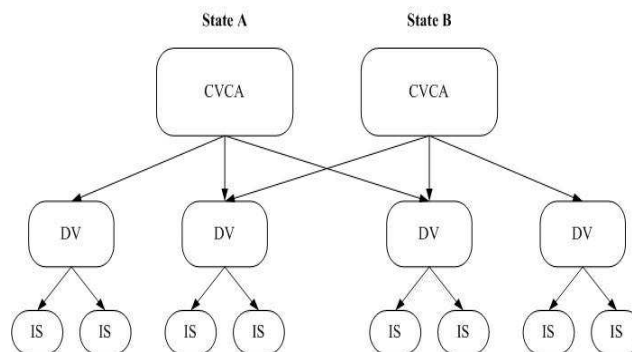 State A State B
CVCA CVCA
DV DV DV DV
IS IS IS IS IS IS IS IS